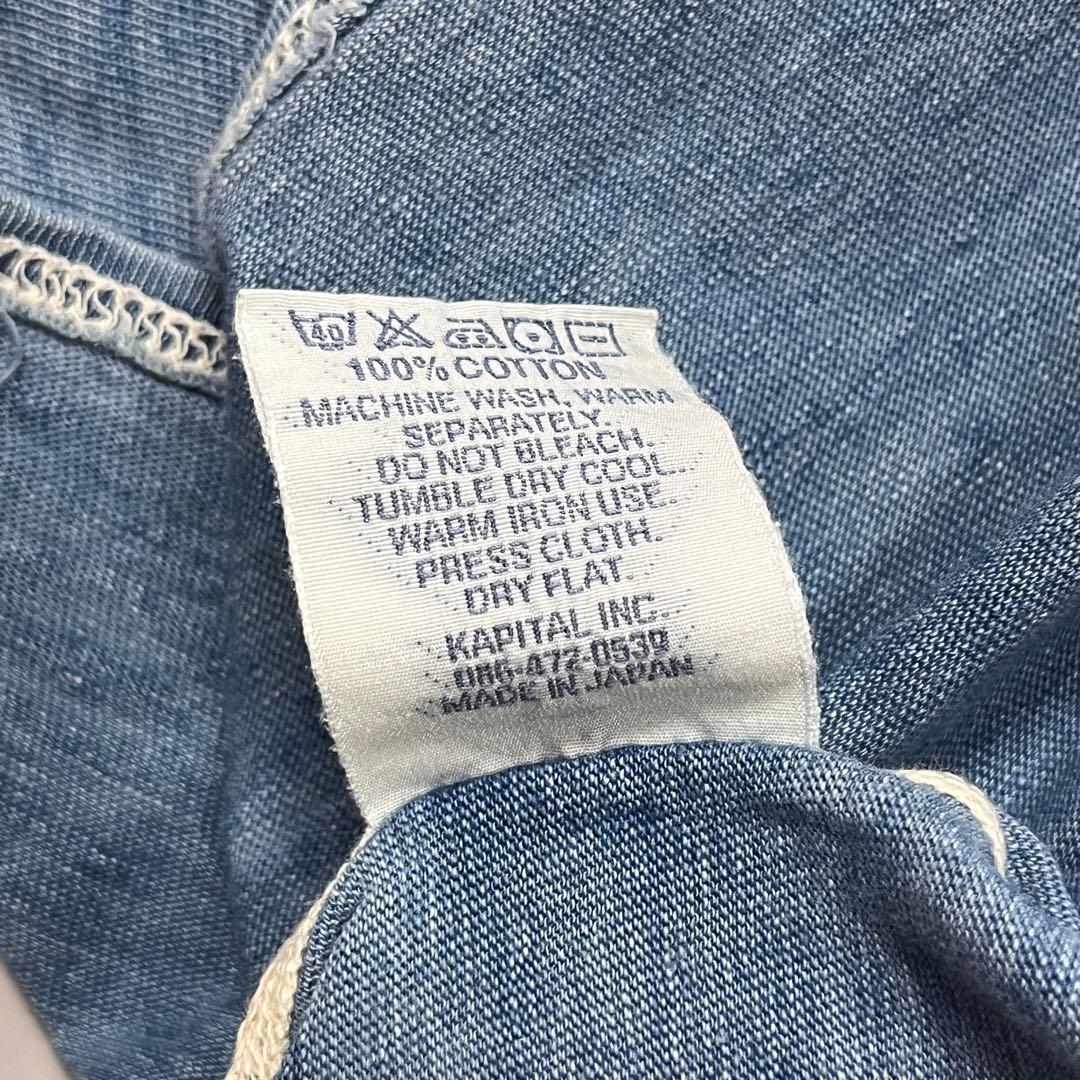 40
100% COTTON
MACHINE WASH, WARM
SEPARATELY.
DO NOT BLEACH.
TUMBLE DRY COOL.
WARM IRON USE.
PRESS CLOTH.
DRY FLAT.
KAPITAL INC.
086-472-0539
MADE IN JAPAN